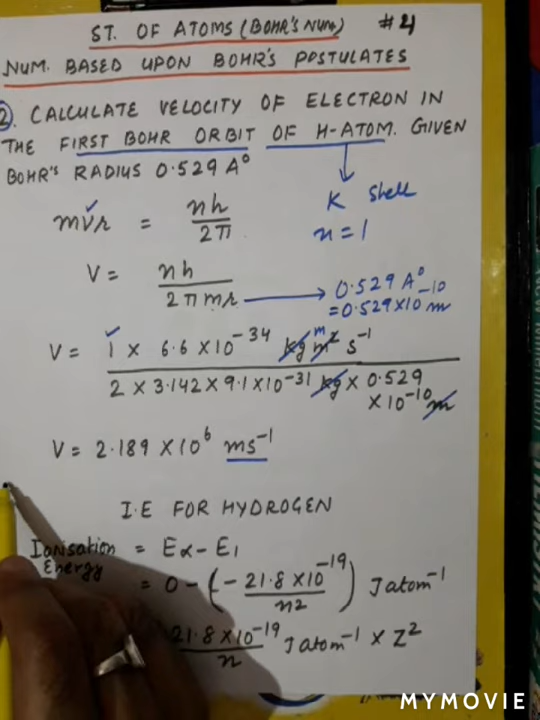 ST. OF ATOMS (BOHR'S NUM) #4
NUM. BASED UPON BOHR'S POSTULATES
2. CALCULATE VELOCITY OF ELECTRON IN
THE FIRST BOHR ORBIT OF H-ATOM. GIVEN
BOHR'S RADIUS 0.529 A°
K Shell
n = 1
mvr = nh / 2π
V = nh / 2πmr → 0.529 A°
= 0.529 × 10⁻¹⁰ m
V = 1 × 6.6 × 10⁻³⁴ kg m² m s⁻¹
2 × 3.142 × 9.1 × 10⁻³¹ kg × 0.529
× 10⁻¹⁰ m
V = 2.189 × 10⁶ ms⁻¹
I.E FOR HYDROGEN
Ionisation Energy = E∝ - E₁
= 0 - (- 21.8 × 10⁻¹⁹ / n2) J atom⁻¹
21.8 × 10⁻¹⁹ / n J atom⁻¹ × Z²
MYMOVIE